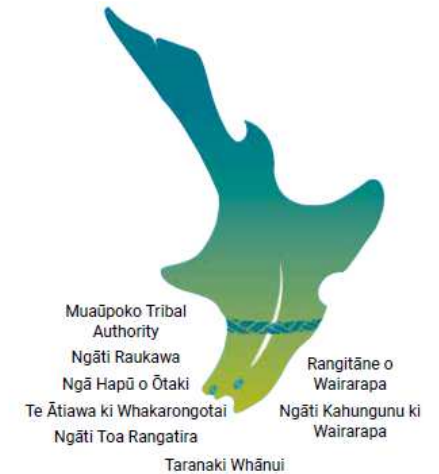 Muaūpoko Tribal
Authority
Ngāti Raukawa
Ngā Hapū o Ōtaki
Te Ātiawa ki Whakarongotai
Ngāti Toa Rangatira
Rangitāne o
Wairarapa
Ngāti Kahungunu ki
Wairarapa
Taranaki Whānui